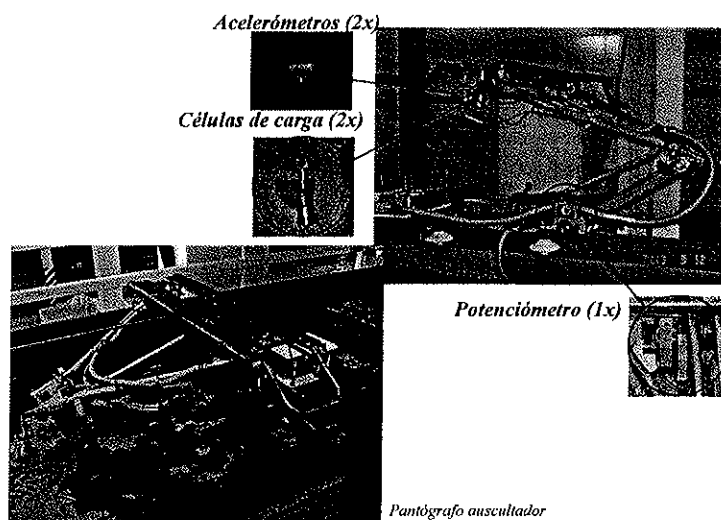 Acelerómetros (2x)
Células de carga (2x)
Potenciómetro (1x)
Pantógrafo auscultador